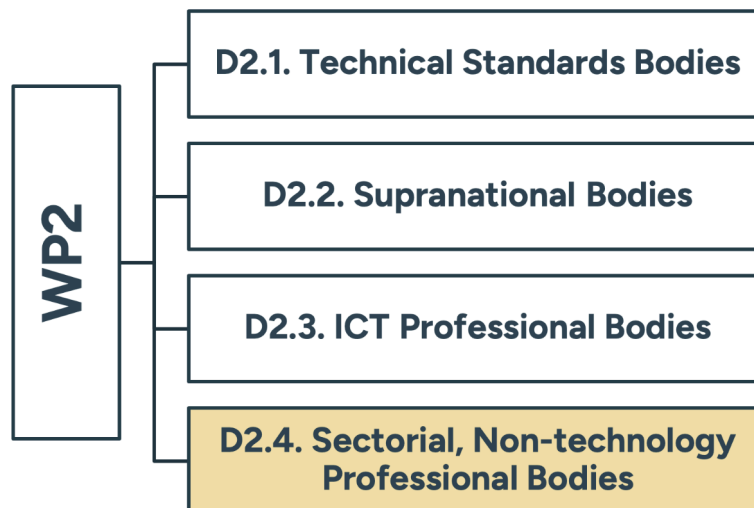 WP2
D2.1. Technical Standards Bodies
D2.2. Supranational Bodies
D2.3. ICT Professional Bodies
D2.4. Sectorial, Non-technology
Professional Bodies